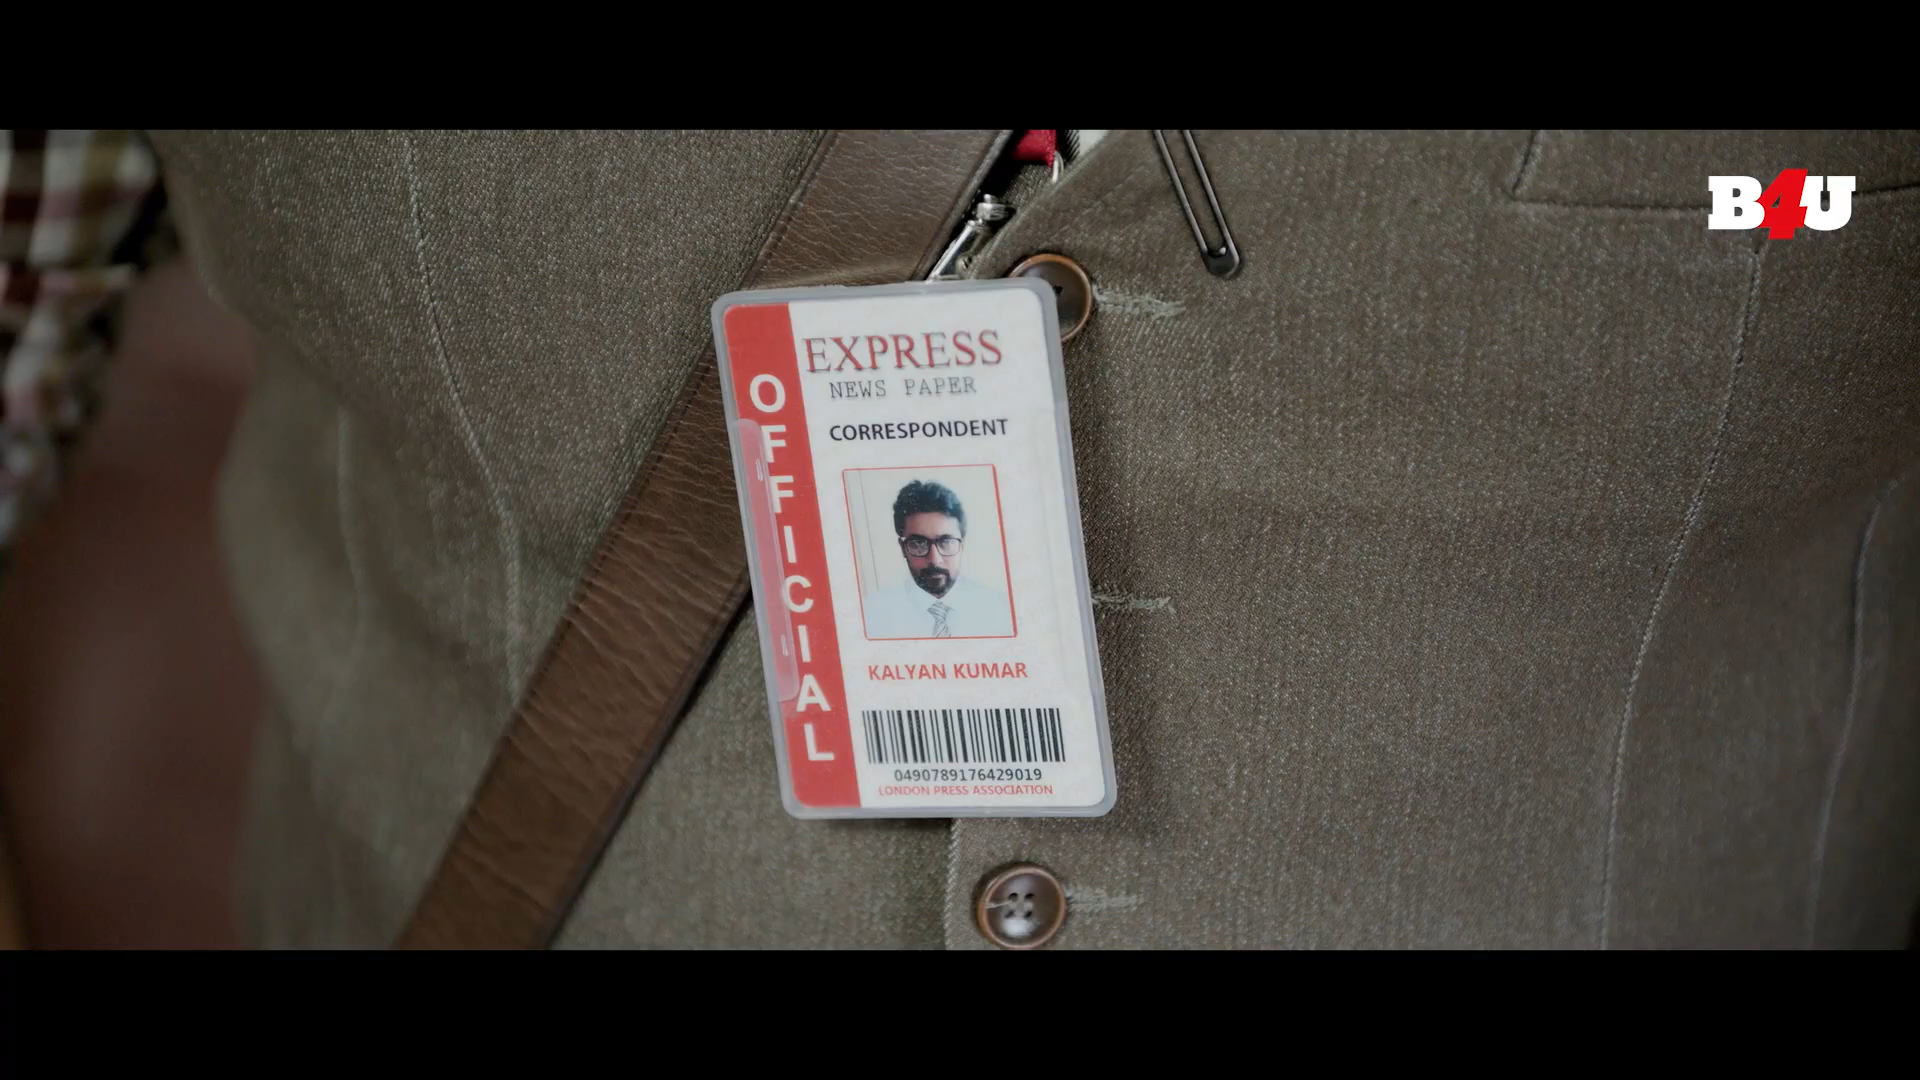 B4U
EXPRESS
NEWS PAPER
OFFICIAL
CORRESPONDENT
KALYAN KUMAR
0490789176429019
LONDON PRESS ASSOCIATION